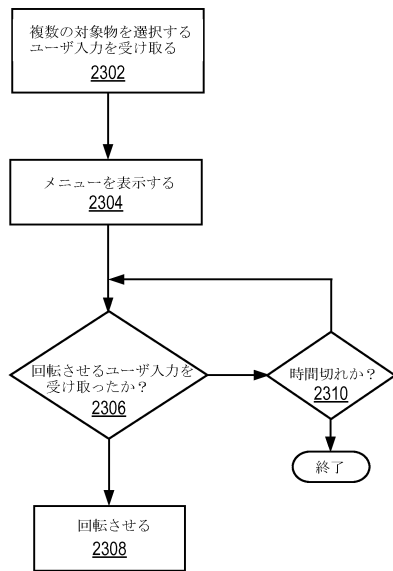 複数の対象物を選択する
ユーザ入力を受け取る
2302
メニューを表示する
2304
回転させるユーザ入力を
受け取ったか？
2306
時間切れか？
2310
終了
回転させる
2308